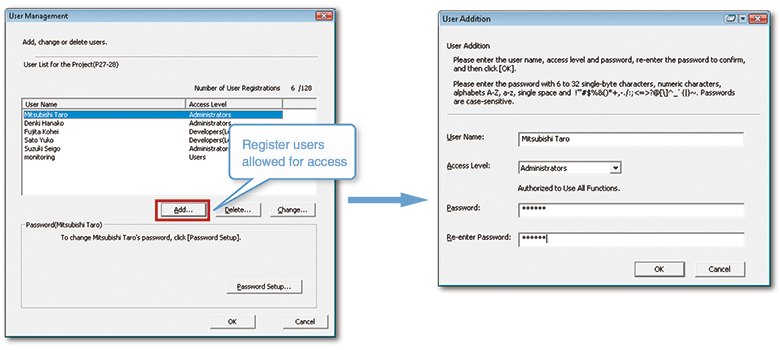 User Management
Add, change or delete users.
User List for the Project(P27-28)
Number of User Registrations 6 /128
User Name Access Level
Mitsubishi Taro Administrators
Denki Hanako Administrators
Fujita Kohei Developers(Le
Sato Yuko Developers(Le
Suzuki Seigo Administrator
monitoring Users
Register users
allowed for access
Add... Delete... Change...
Password(Mitsubishi Taro)
To change Mitsubishi Taro's password, click [Password Setup].
Password Setup...
OK Cancel
User Addition
User Addition
Please enter the user name, access level and password, re-enter the password to confirm,
and then click [OK].
Please enter the password with 6 to 32 single-byte characters, numeric characters,
alphabets A-Z, a-z, single space and !"#$%&()*+,-./:;<=>?@[\]^_`{|}~. Passwords
are case-sensitive.
User Name: Mitsubishi Taro
Access Level: Administrators
Authorized to Use All Functions.
Password: ******
Re-enter Password: ******
OK Cancel